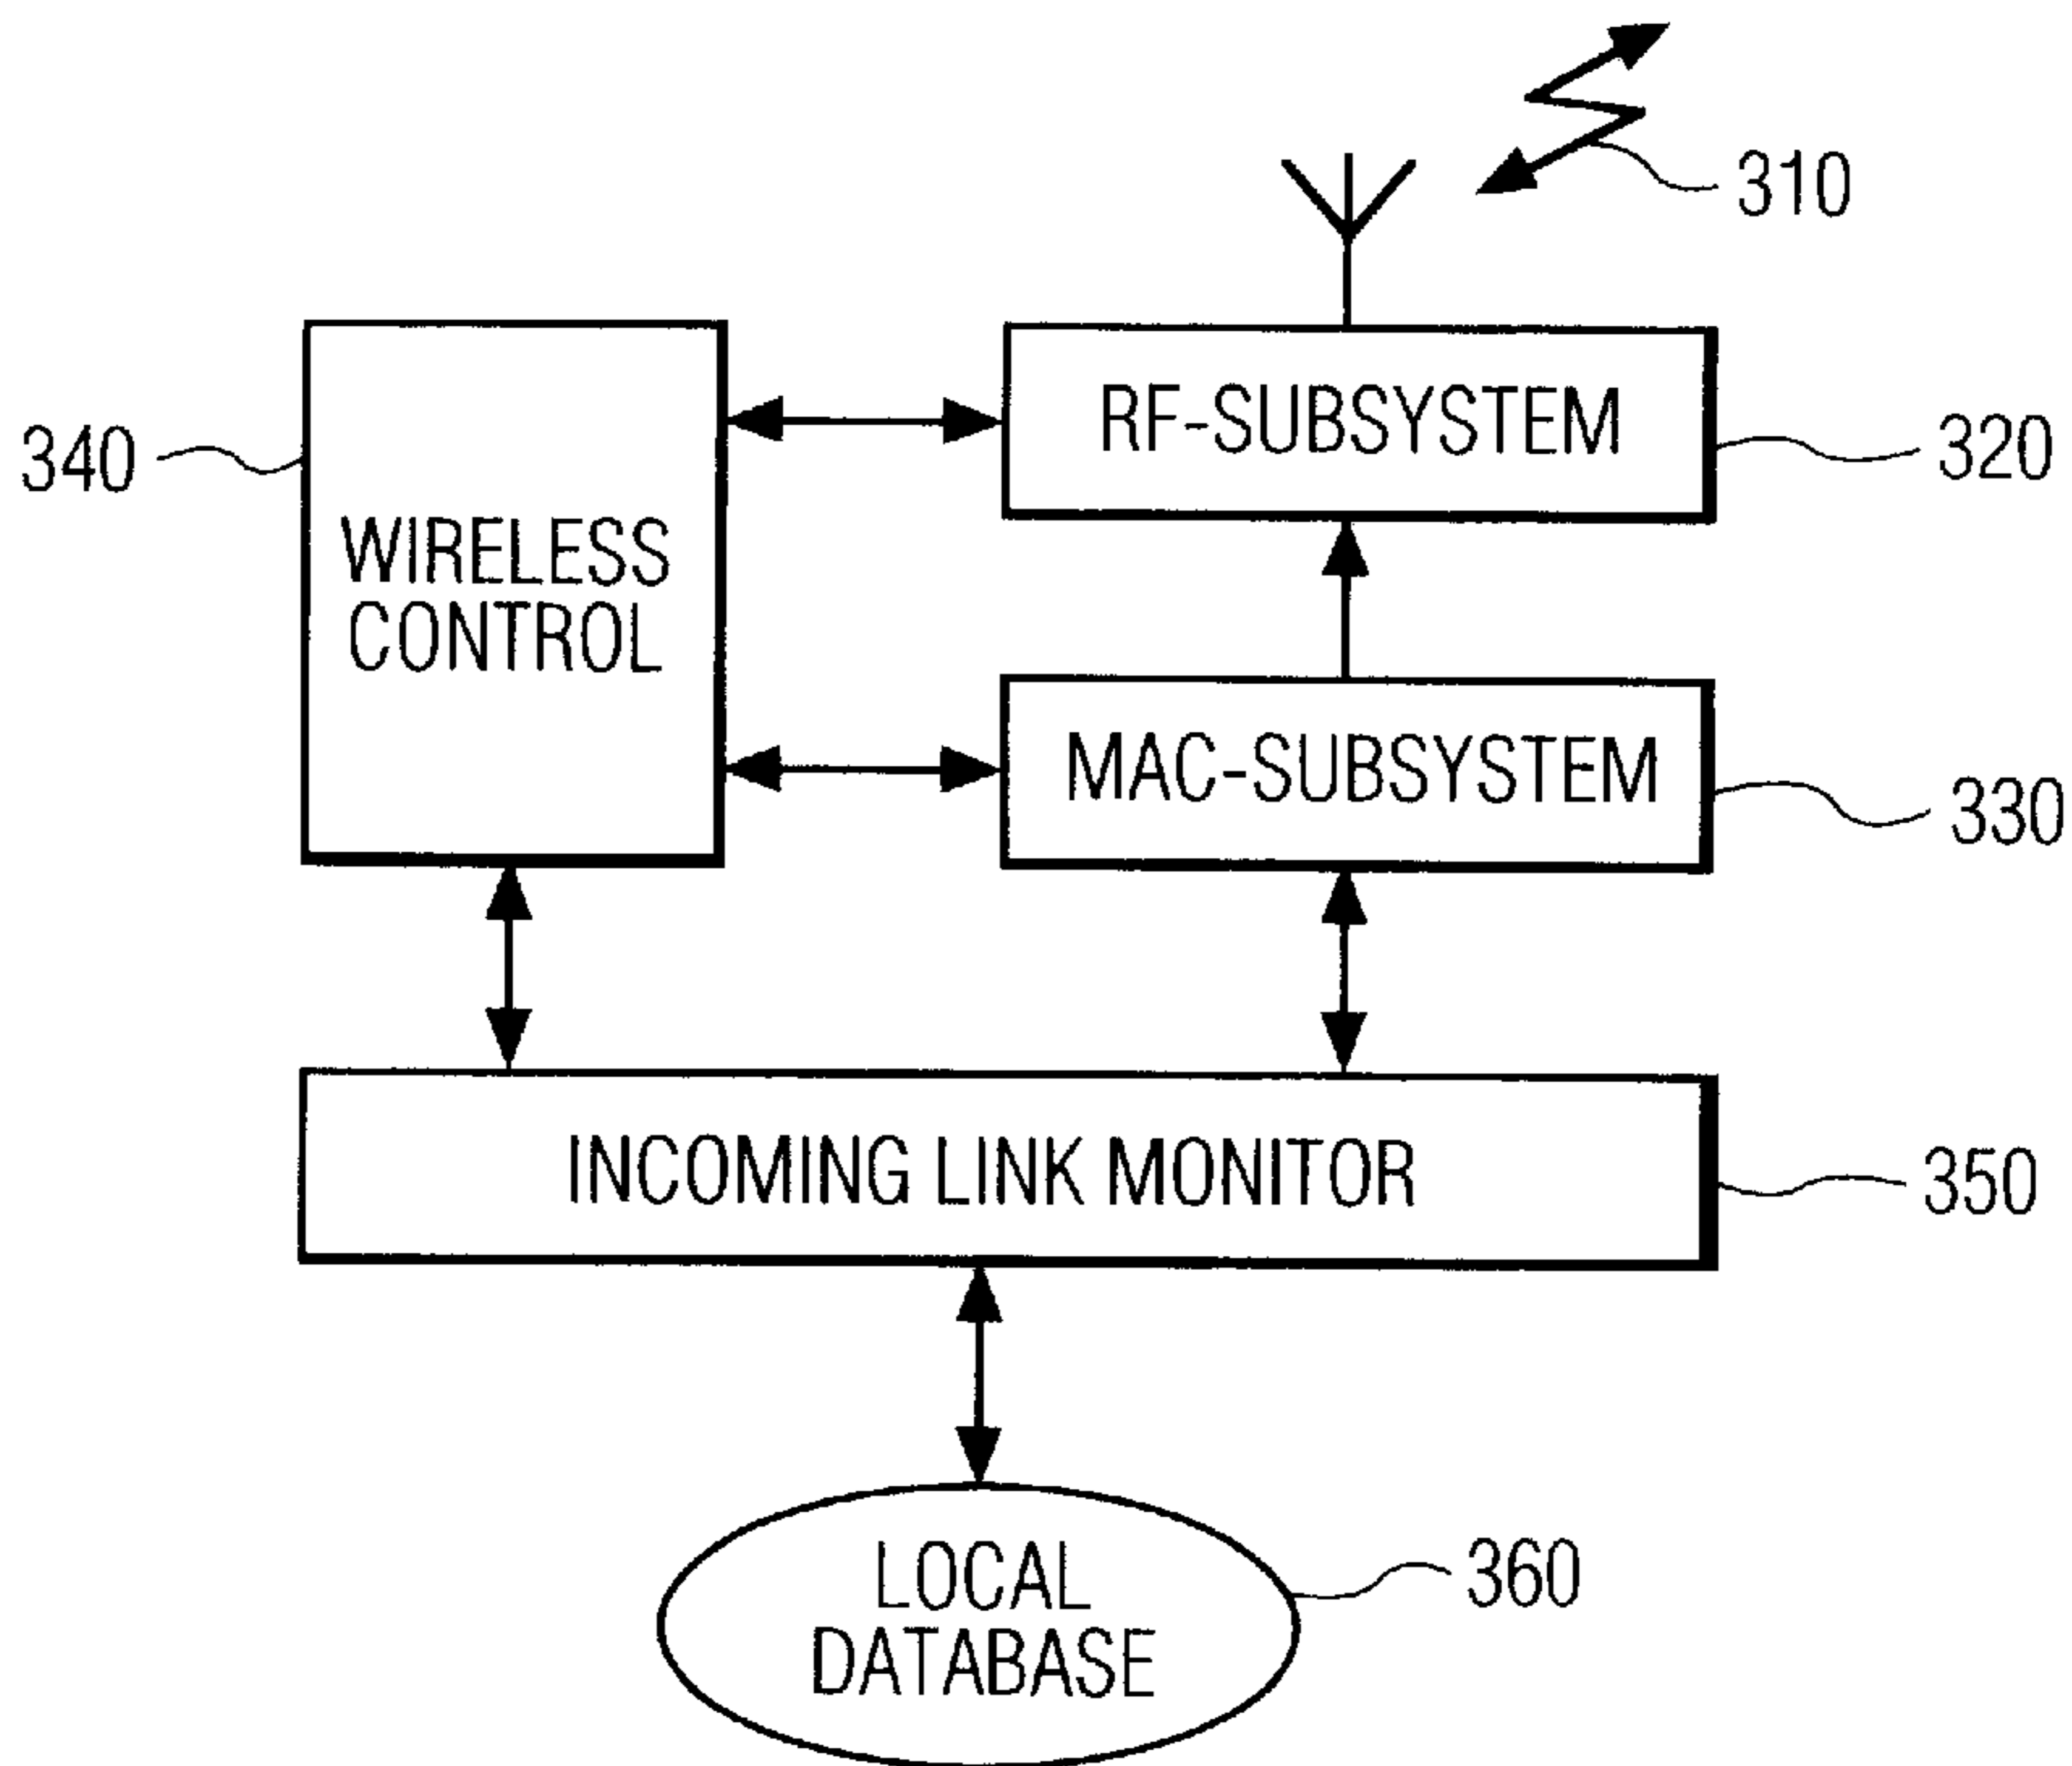 310
RF-SUBSYSTEM
320
340
WIRELESS
CONTROL
MAC-SUBSYSTEM
330
INCOMING LINK MONITOR
350
LOCAL
DATABASE
360